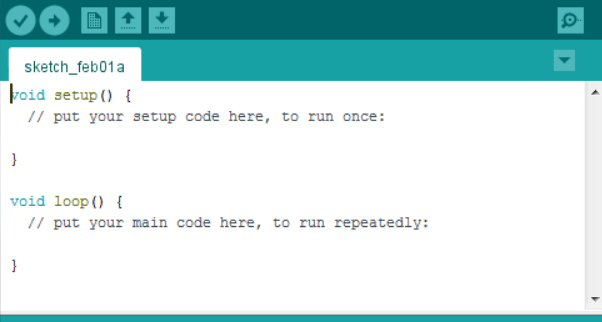 sketch_feb01a
void setup() {
  // put your setup code here, to run once:

}

void loop() {
  // put your main code here, to run repeatedly:

}